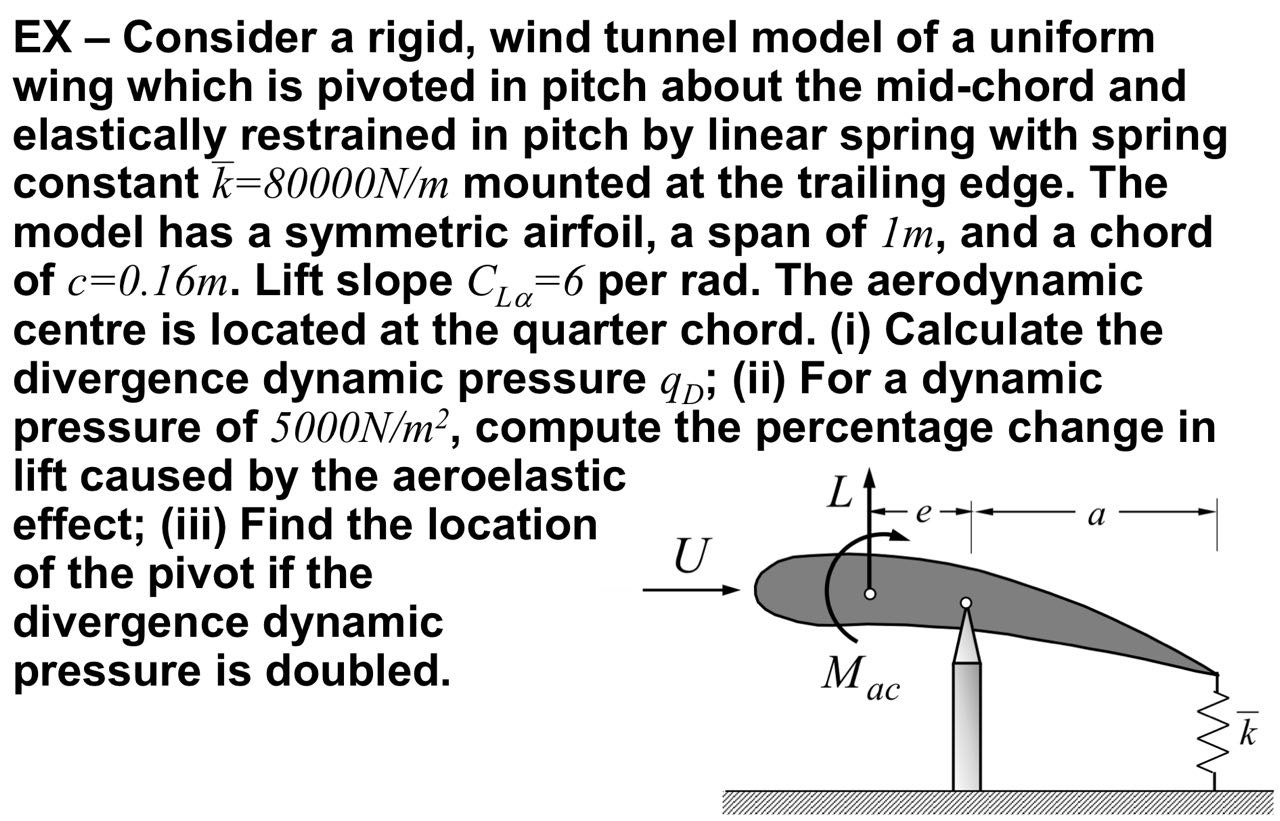 EX – Consider a rigid, wind tunnel model of a uniform
wing which is pivoted in pitch about the mid-chord and
elastically restrained in pitch by linear spring with spring
constant k̅=80000N/m mounted at the trailing edge. The
model has a symmetric airfoil, a span of 1m, and a chord
of c=0.16m. Lift slope C_{Lα}=6 per rad. The aerodynamic
centre is located at the quarter chord. (i) Calculate the
divergence dynamic pressure q_D; (ii) For a dynamic
pressure of 5000N/m², compute the percentage change in
lift caused by the aeroelastic
effect; (iii) Find the location
of the pivot if the
divergence dynamic
pressure is doubled.
L
e
a
U
M_{ac}
k̅